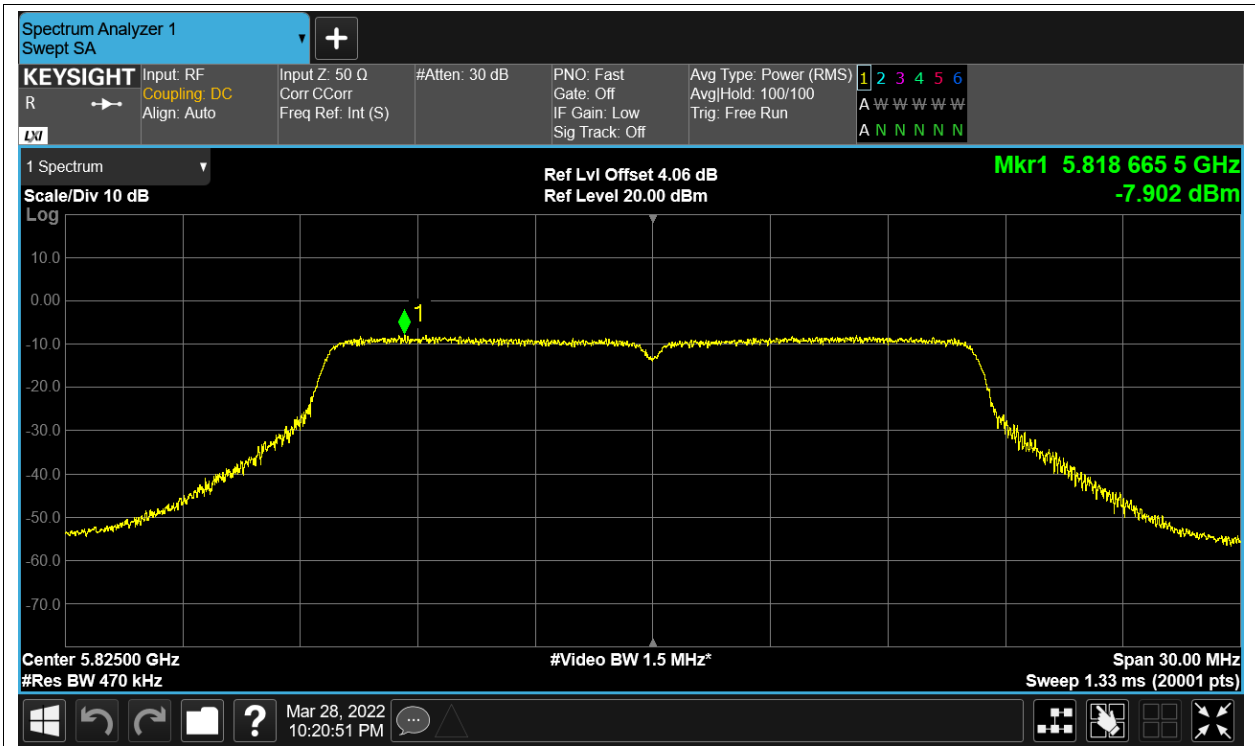 Spectrum Analyzer 1
Swept SA
KEYSIGHT
R
LXI
Input: RF
Coupling: DC
Align: Auto
Input Z: 50 Ω
Corr CCorr
Freq Ref: Int (S)
#Atten: 30 dB
PNO: Fast
Gate: Off
IF Gain: Low
Sig Track: Off
Avg Type: Power (RMS)
Avg|Hold: 100/100
Trig: Free Run
1 2 3 4 5 6
A W W W W W
A N N N N N
1 Spectrum
Scale/Div 10 dB
Log
Ref Lvl Offset 4.06 dB
Ref Level 20.00 dBm
Mkr1 5.818 665 5 GHz
-7.902 dBm
10.0
0.00
1
-10.0
-20.0
-30.0
-40.0
-50.0
-60.0
-70.0
Center 5.82500 GHz
#Res BW 470 kHz
#Video BW 1.5 MHz*
Span 30.00 MHz
Sweep 1.33 ms (20001 pts)
?
Mar 28, 2022
10:20:51 PM